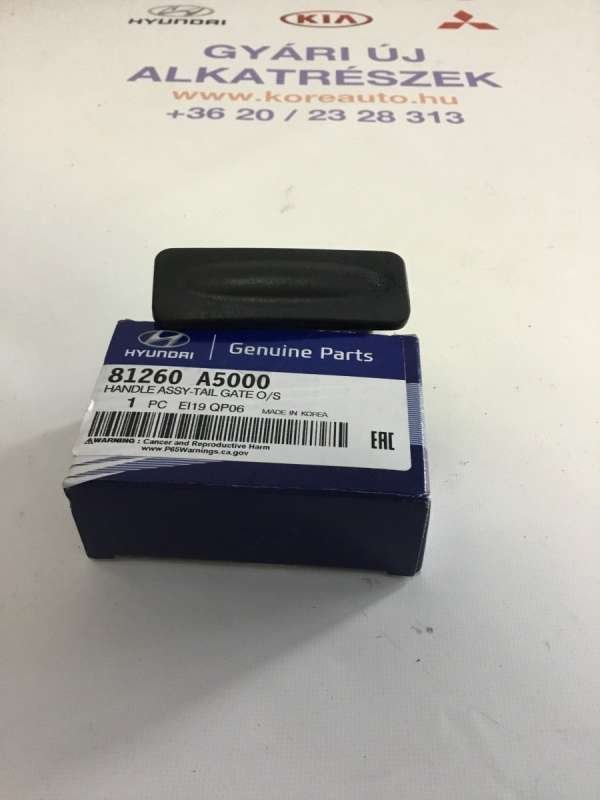 HYUNDAI KIA MITSUBISHI
GYÁRI ÚJ
ALKATRÉSZEK
www.koreauto.hu
+36 20 / 23 28 313
HYUNDAI Genuine Parts
81260 A5000
HANDLE ASSY-TAIL GATE O/S
1 PC EI19 QP06 MADE IN KOREA
WARNING : Cancer and Reproductive Harm
www.P65Warnings.ca.gov
EAC